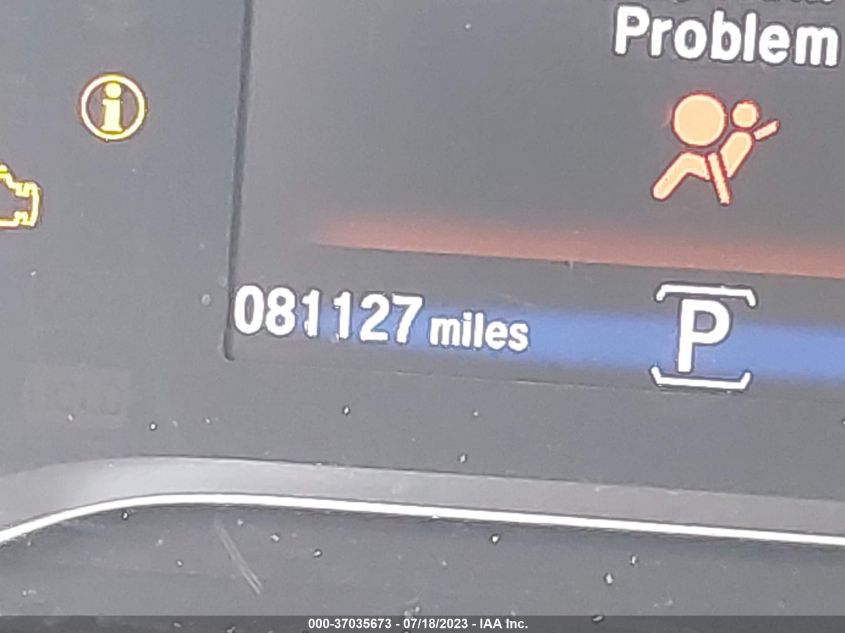 Problem
081127 miles
P
000-37035673 - 07/18/2023 - IAA Inc.